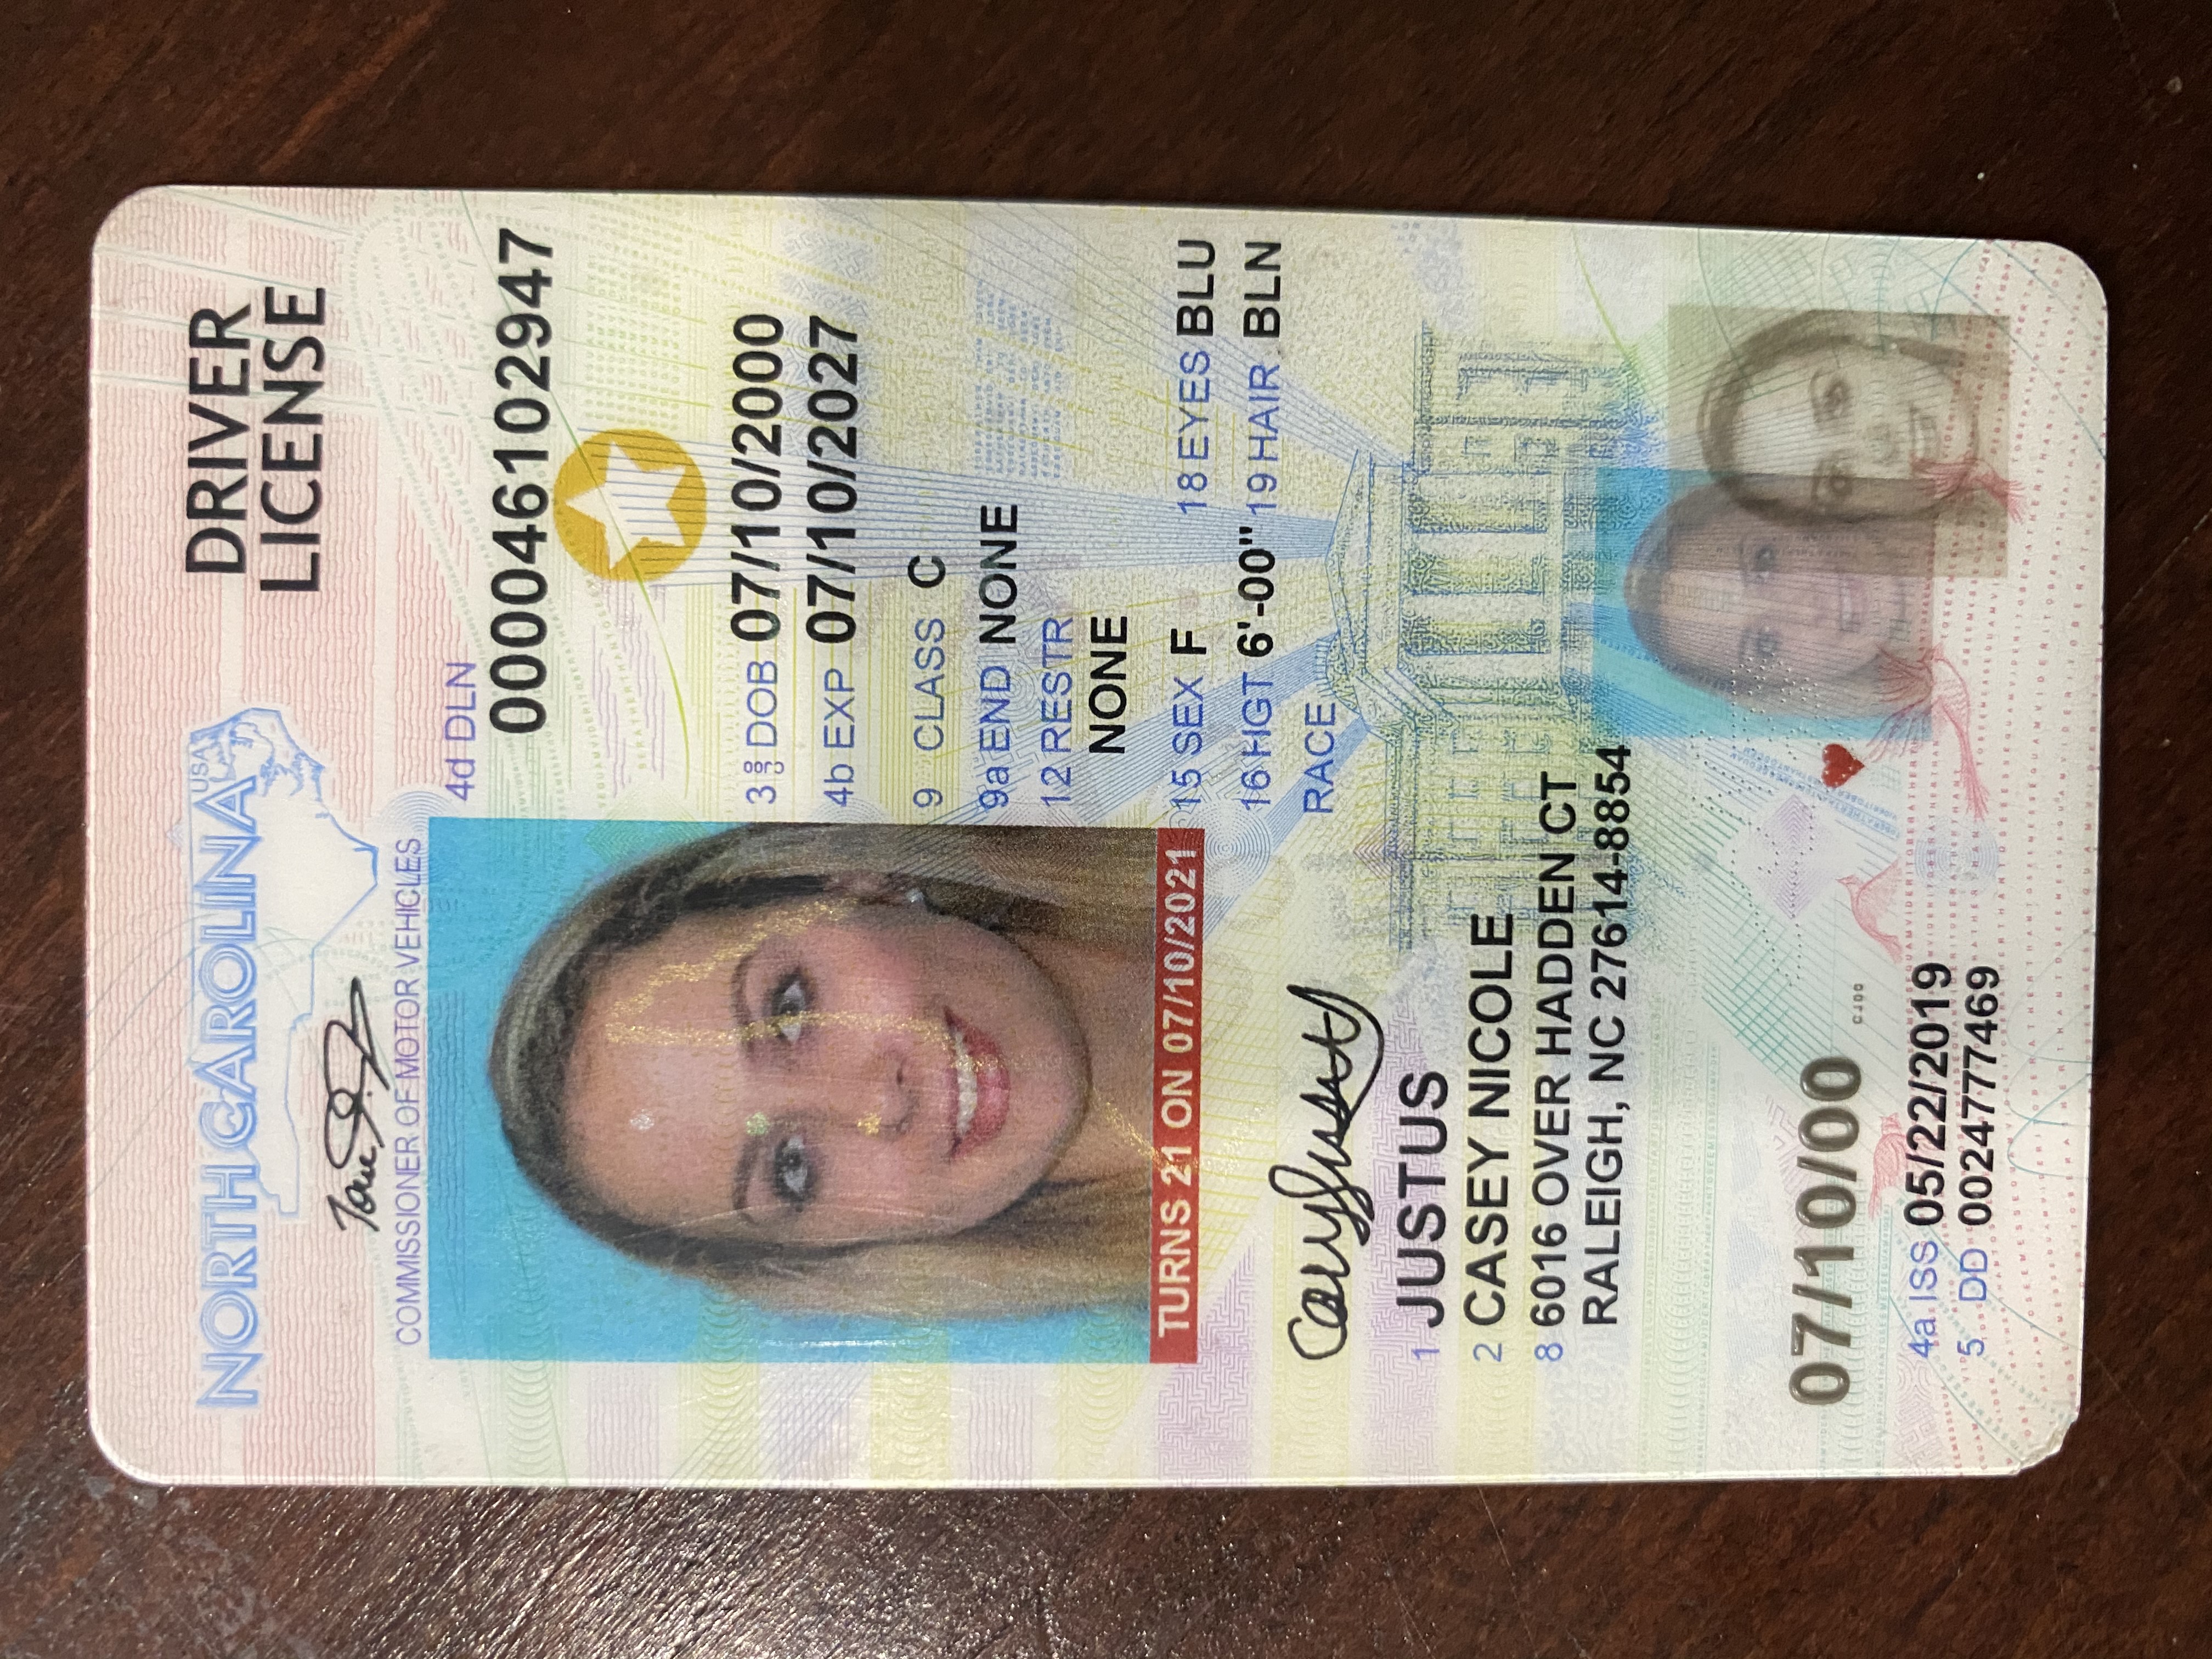 NORTH CAROLINA USA
DRIVER
LICENSE
COMMISSIONER OF MOTOR VEHICLES
4d DLN
000046102947
3 DOB 07/10/2000
4b EXP 07/10/2027
9 CLASS C
9a END NONE
12 RESTR
NONE
TURNS 21 ON 07/10/2021
15 SEX F 18 EYES BLU
16 HGT 6'-00" 19 HAIR BLN
RACE
1 JUSTUS
2 CASEY NICOLE
8 6016 OVER HADDEN CT
RALEIGH, NC 27614-8854
07/10/00
CJ00
4a ISS 05/22/2019
5 DD 0024777469